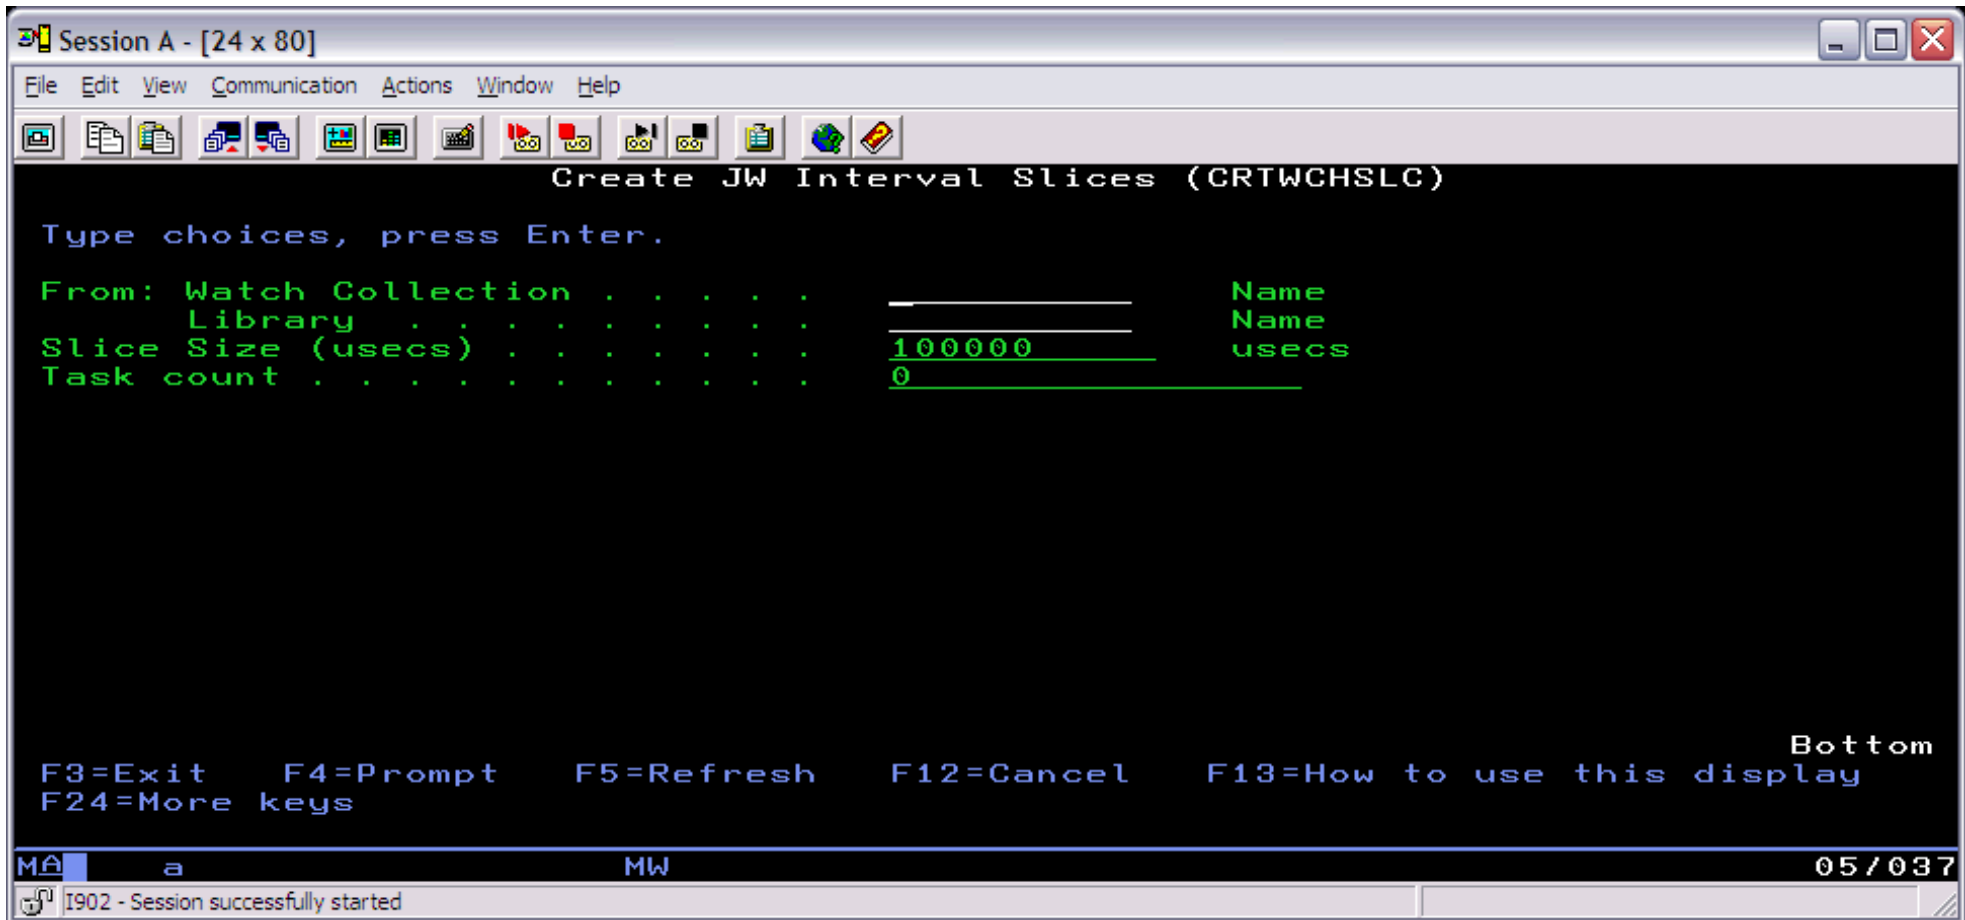 Session A - [24 x 80]
File Edit View Communication Actions Window Help
Create JW Interval Slices (CRTWCHSLC)
Type choices, press Enter.
From: Watch Collection . . . . . Name
Library . . . . . . . . . Name
Slice Size (usecs) . . . . . . . 100000 usecs
Task count . . . . . . . . . . . 0
Bottom
F3=Exit F4=Prompt F5=Refresh F12=Cancel F13=How to use this display
F24=More keys
MA a MW 05/037
I902 - Session successfully started